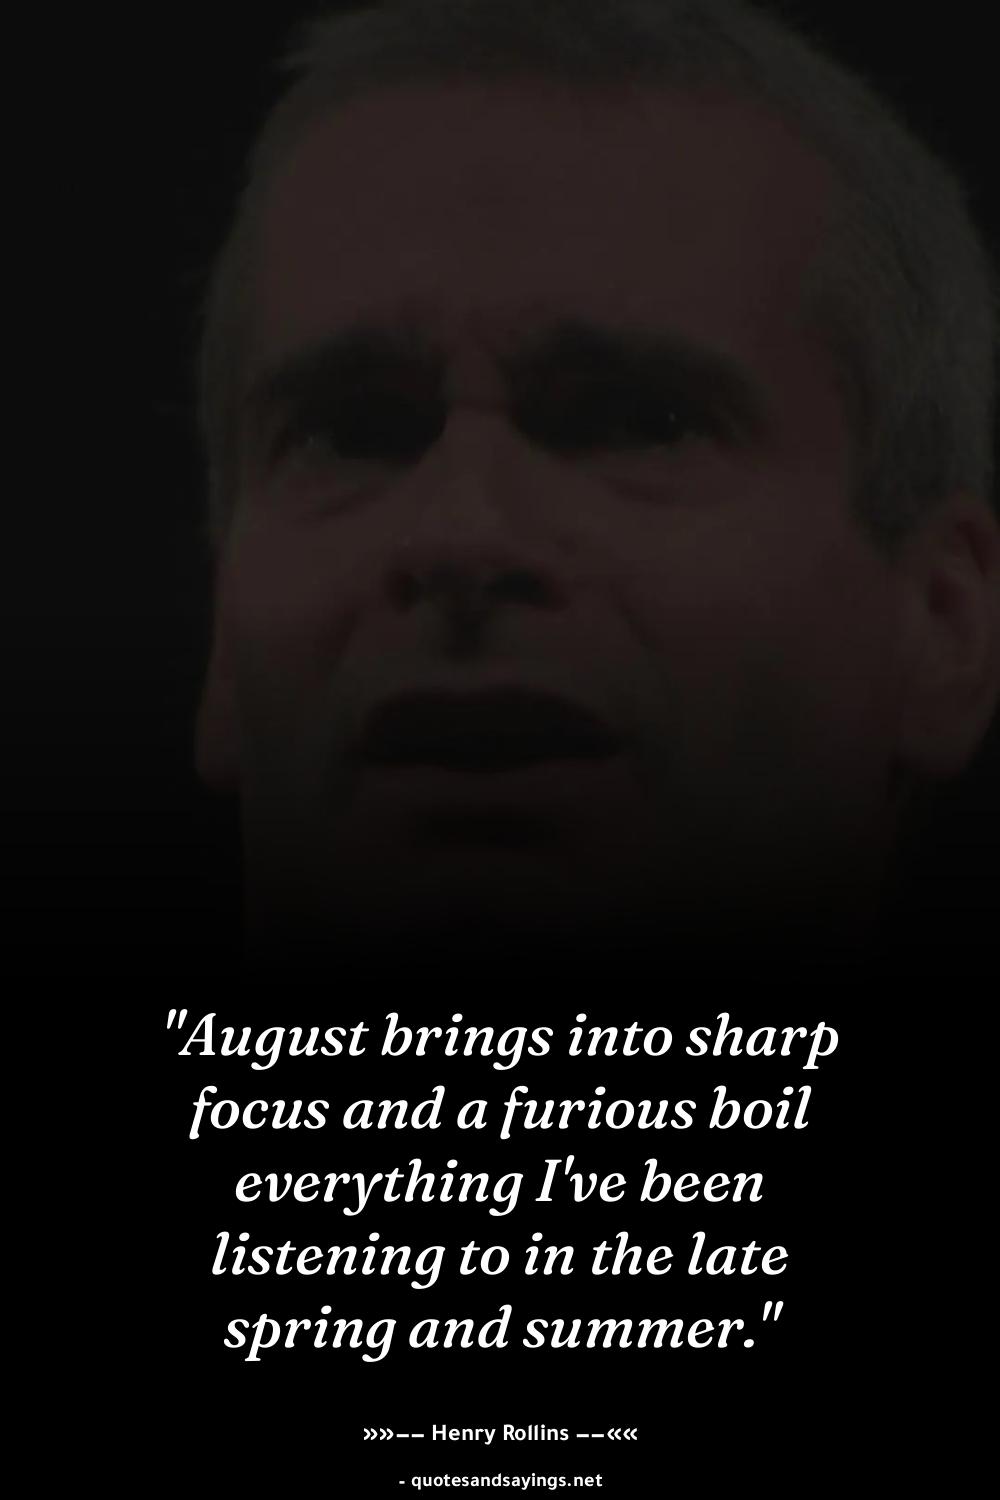 "August brings into sharp
focus and a furious boil
everything I've been
listening to in the late
spring and summer."
»»−− Henry Rollins −−««
- quotesandsayings.net